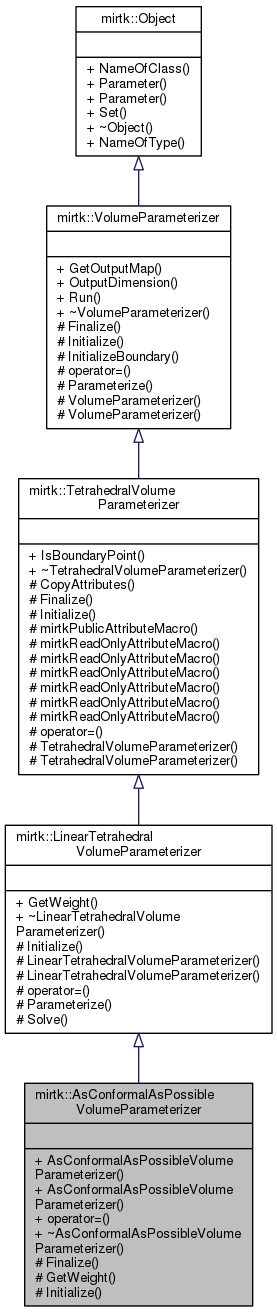 mirtk::Object
+ NameOfClass()
+ Parameter()
+ Parameter()
+ Set()
+ ~Object()
+ NameOfType()
mirtk::VolumeParameterizer
+ GetOutputMap()
+ OutputDimension()
+ Run()
+ ~VolumeParameterizer()
# Finalize()
# Initialize()
# InitializeBoundary()
# operator=()
# Parameterize()
# VolumeParameterizer()
# VolumeParameterizer()
mirtk::TetrahedralVolume
Parameterizer
+ IsBoundaryPoint()
+ ~TetrahedralVolumeParameterizer()
# CopyAttributes()
# Finalize()
# Initialize()
# mirtkPublicAttributeMacro()
# mirtkReadOnlyAttributeMacro()
# mirtkReadOnlyAttributeMacro()
# mirtkReadOnlyAttributeMacro()
# mirtkReadOnlyAttributeMacro()
# mirtkReadOnlyAttributeMacro()
# mirtkReadOnlyAttributeMacro()
# operator=()
# TetrahedralVolumeParameterizer()
# TetrahedralVolumeParameterizer()
mirtk::LinearTetrahedral
VolumeParameterizer
+ GetWeight()
+ ~LinearTetrahedralVolume
Parameterizer()
# Initialize()
# LinearTetrahedralVolumeParameterizer()
# LinearTetrahedralVolumeParameterizer()
# operator=()
# Parameterize()
# Solve()
mirtk::AsConformalAsPossible
VolumeParameterizer
+ AsConformalAsPossibleVolume
Parameterizer()
+ AsConformalAsPossibleVolume
Parameterizer()
+ operator=()
+ ~AsConformalAsPossibleVolume
Parameterizer()
# Finalize()
# GetWeight()
# Initialize()